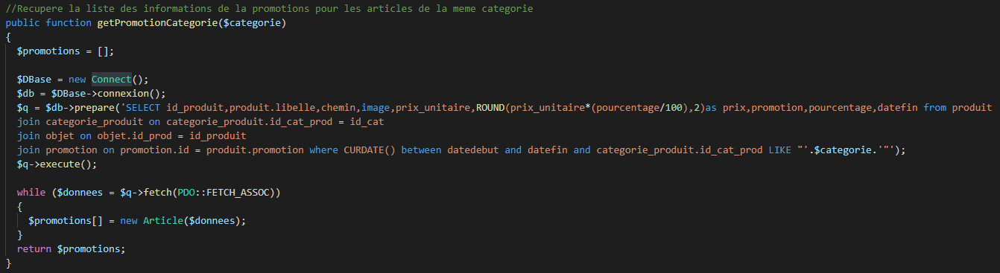 //Recupere la liste des informations de la promotions pour les articles de la meme categorie
public function getPromotionCategorie($categorie)
{
$promotions = [];
$DBase = new Connect();
$db = $DBase->connexion();
$q = $db->prepare('SELECT id_produit,produit.libelle,chemin,image,prix_unitaire,ROUND(prix_unitaire*(pourcentage/100),2)as prix,promotion,pourcentage,datefin from produit
join categorie_produit on categorie_produit.id_cat_prod = id_cat
join objet on objet.id_prod = id_produit
join promotion on promotion.id = produit.promotion where CURDATE() between datedebut and datefin and categorie_produit.id_cat_prod LIKE "'.$categorie.'"');
$q->execute();
while ($donnees = $q->fetch(PDO::FETCH_ASSOC))
{
$promotions[] = new Article($donnees);
}
return $promotions;
}